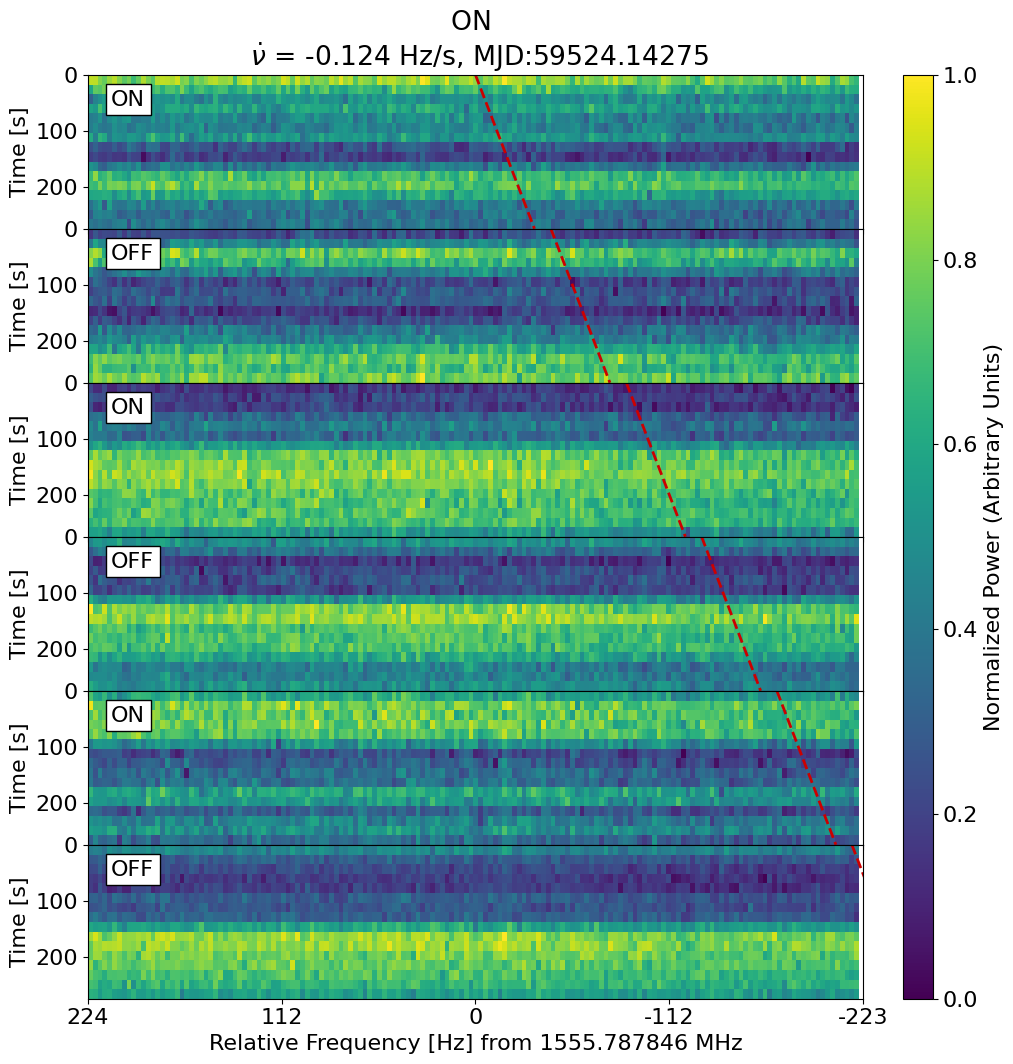 ON
ν̇ = -0.124 Hz/s, MJD:59524.14275
0
100
200
Time [s]
ON
0
100
200
Time [s]
OFF
0
100
200
Time [s]
ON
0
100
200
Time [s]
OFF
0
100
200
Time [s]
ON
0
100
200
Time [s]
OFF
224 112 0 -112 -223
Relative Frequency [Hz] from 1555.787846 MHz
1.0
0.8
0.6
0.4
0.2
0.0
Normalized Power (Arbitrary Units)